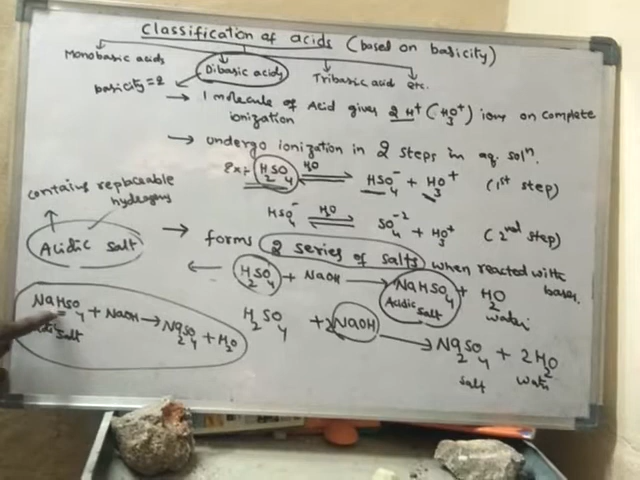 Classification of acids (based on basicity)
Monobasic acids Dibasic acids Tribasic acid etc.
basicity = 2
→ 1 molecule of Acid gives 2H⁺ (H₃O⁺) ions on complete
ionization
→ undergo ionization in 2 steps in aq. solⁿ.
Ex:- H₂SO₄ ⇌ H₂O HSO₄⁻ + H₃O⁺ (1st step)
HSO₄⁻ ⇌ H₂O SO₄⁻² + H₃O⁺ (2nd step)
contains replaceable
hydrogens
Acidic salt
→ forms 2 series of salts when reacted with
bases.
← H₂SO₄ + NaOH → NaHSO₄ + H₂O
Acidic salt water
NaHSO₄ + NaOH → Na₂SO₄ + H₂O
salt
H₂SO₄ + 2NaOH → Na₂SO₄ + 2H₂O
salt water